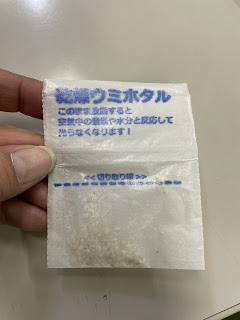 乾燥ウミホタル
このまま放置すると
空気中の酸素や水分と反応して
光らなくなります!
<< 切り取り線 >>